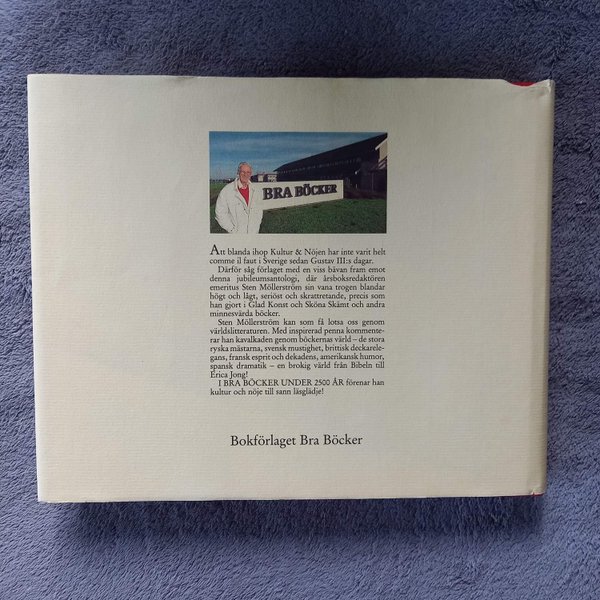 BRA BÖCKER
Att blanda ihop Kultur & Nöjen har inte varit helt
comme il faut i Sverige sedan Gustav III:s dagar.
Därför såg förlaget med en viss bävan fram emot
denna jubileumsantologi, där årsboksredaktören
emeritus Sten Möllerström sin vana trogen blandar
högt och lågt, seriöst och skrattretande, precis som
han gjort i Glad Konst och Sköna Skämt och andra
minnesvärda böcker.
Sten Möllerström kan som få lotsa oss genom
världslitteraturen. Med inspirerad penna kommente-
rar han kavalkaden genom böckernas värld – de stora
ryska mästarna, svensk mustighet, brittisk deckarele-
gans, fransk esprit och dekadens, amerikansk humor,
spansk dramatik – en brokig värld från Bibeln till
Erica Jong!
I BRA BÖCKER UNDER 2500 ÅR förenar han
kultur och nöje till sann läsglädje!
Bokförlaget Bra Böcker